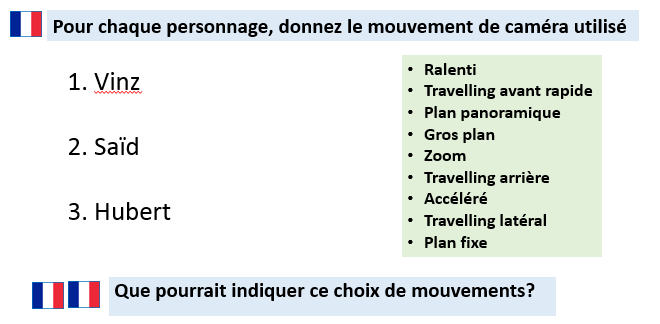 Pour chaque personnage, donnez le mouvement de caméra utilisé
1. Vinz
2. Saïd
3. Hubert
• Ralenti
• Travelling avant rapide
• Plan panoramique
• Gros plan
• Zoom
• Travelling arrière
• Accéléré
• Travelling latéral
• Plan fixe
Que pourrait indiquer ce choix de mouvements?